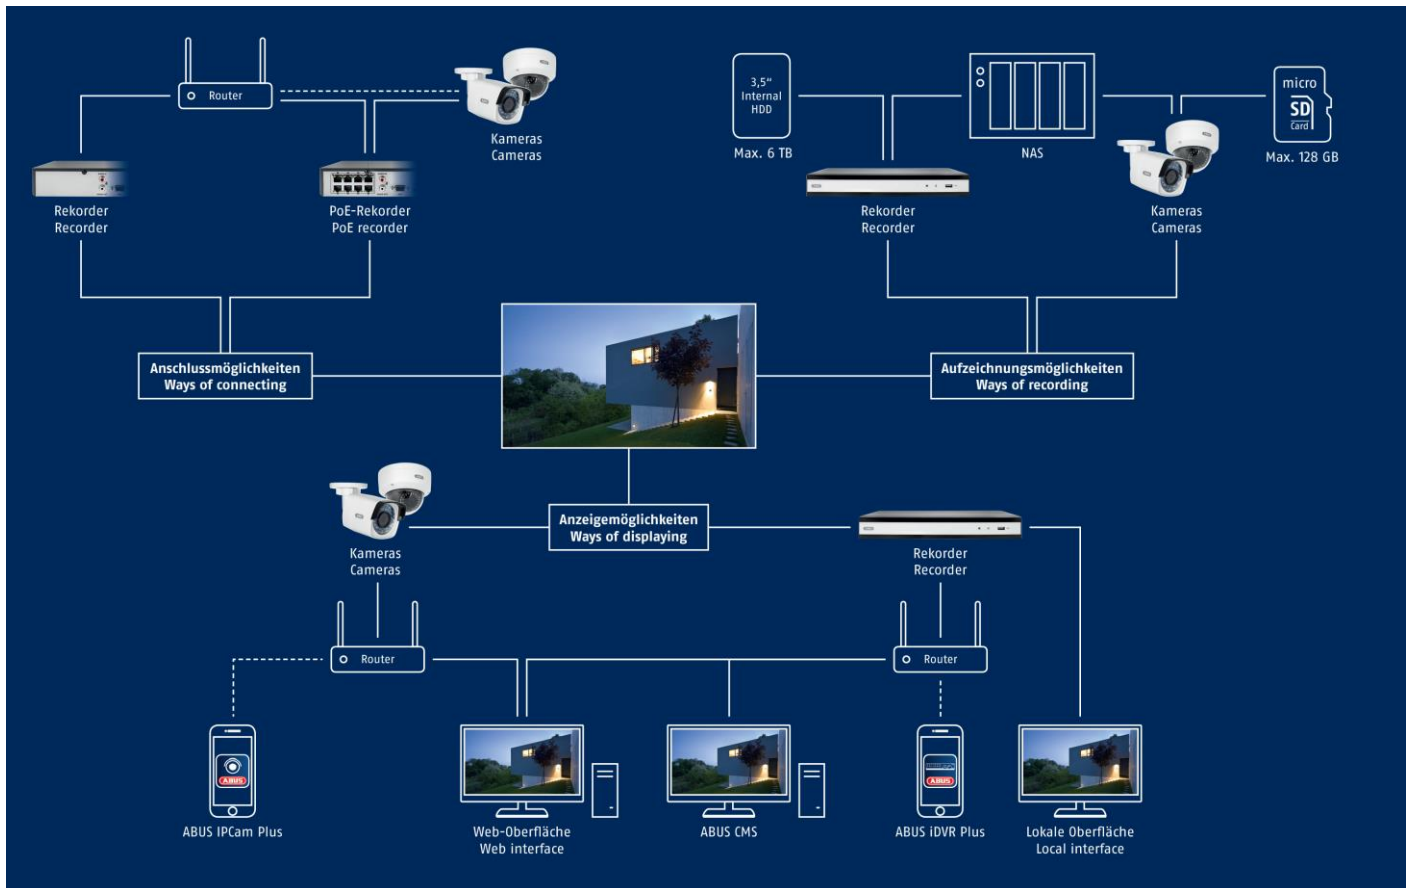 Router
Kameras
Cameras
Rekorder
Recorder
PoE-Rekorder
PoE recorder
3,5“
Internal
HDD
Max. 6 TB
NAS
micro
SD
Card
Max. 128 GB
Rekorder
Recorder
Kameras
Cameras
Anschlussmöglichkeiten
Ways of connecting
Aufzeichnungsmöglichkeiten
Ways of recording
Anzeigemöglichkeiten
Ways of displaying
Kameras
Cameras
Rekorder
Recorder
Router
Router
ABUS
ABUS
ABUS IPCam Plus
Web-Oberfläche
Web interface
ABUS CMS
ABUS iDVR Plus
Lokale Oberfläche
Local interface